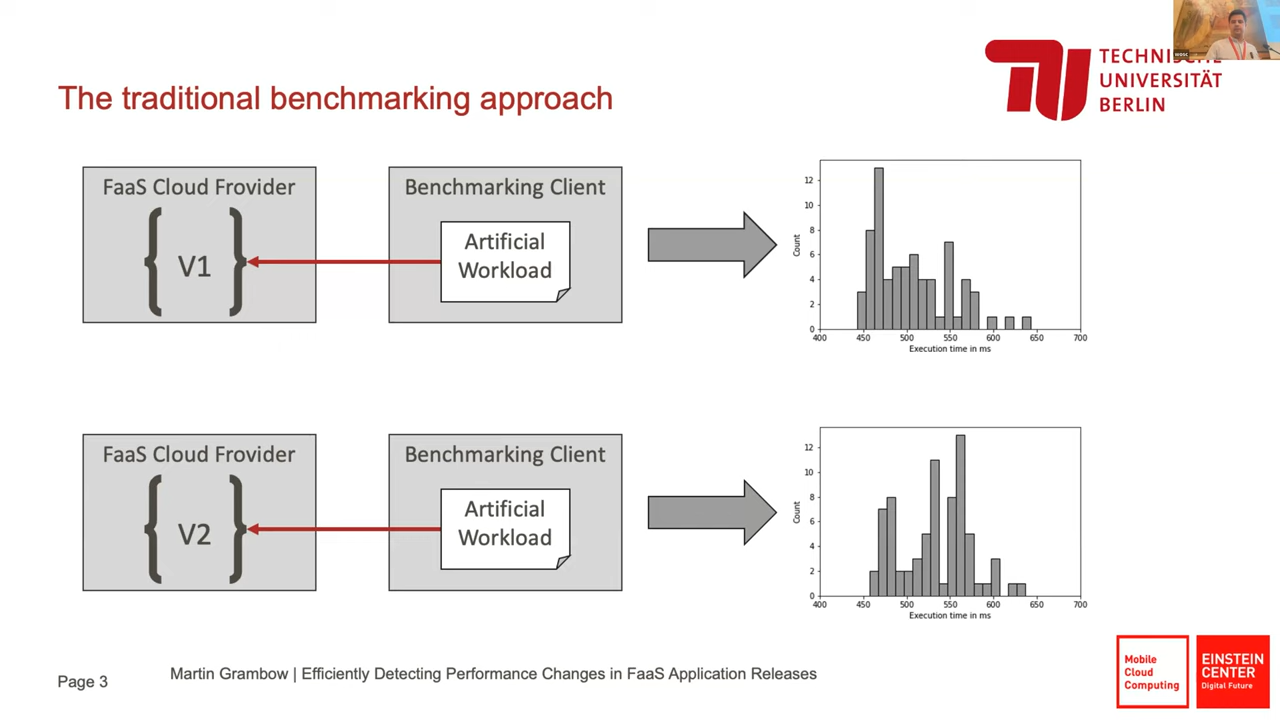 TECHNISCHE
UNIVERSITÄT
BERLIN
The traditional benchmarking approach
FaaS Cloud Frovider
V1
Benchmarking Client
Artificial
Workload
Count
12
10
8
6
4
2
0
400 450 500 550 600 650 700
Execution time in ms
FaaS Cloud Frovider
V2
Benchmarking Client
Artificial
Workload
Count
12
10
8
6
4
2
0
400 450 500 550 600 650 700
Execution time in ms
Page 3
Martin Grambow | Efficiently Detecting Performance Changes in FaaS Application Releases
Mobile
Cloud
Computing
EINSTEIN
CENTER
Digital Future